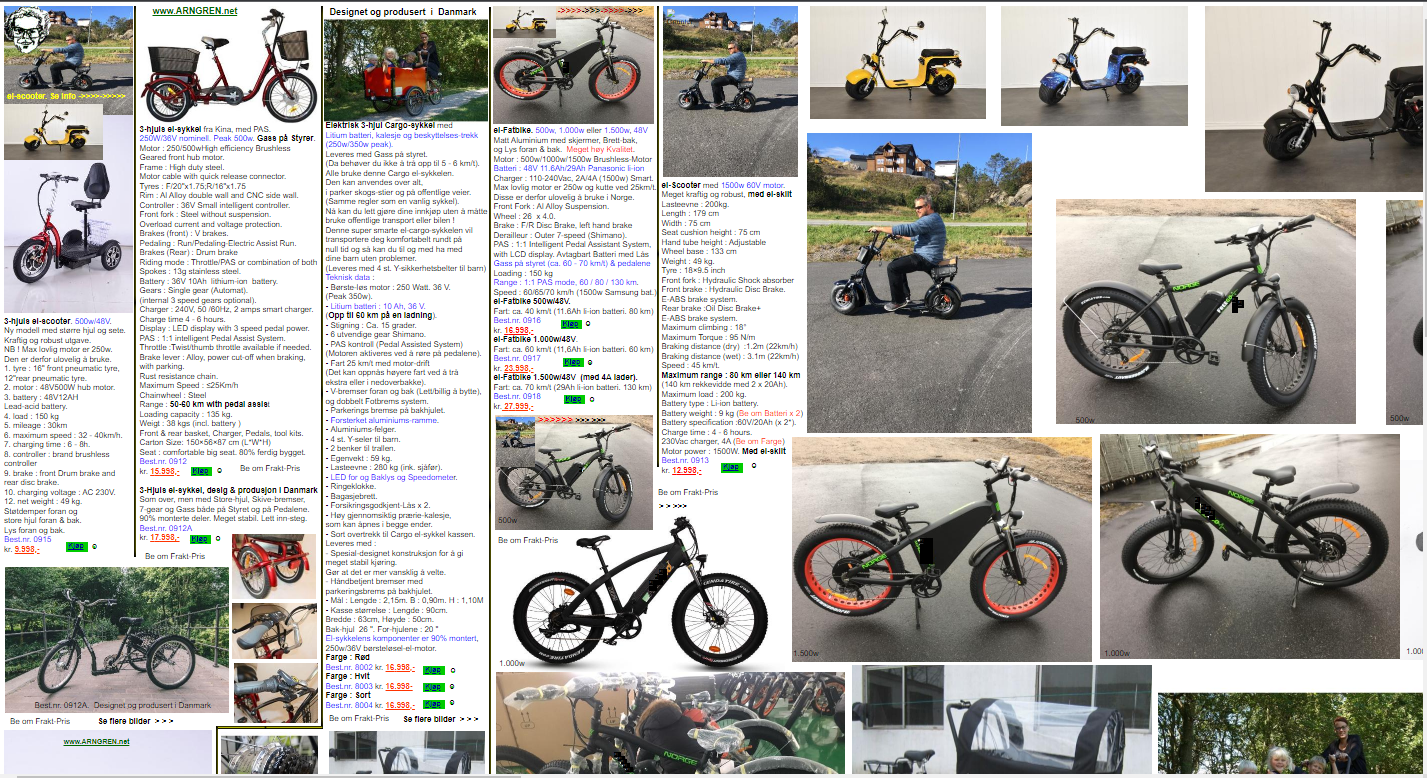 el-scooter. Se info ->>>>->>>>>
3-hjuls el-scooter. 500w/48V.
Ny modell med større hjul og sete.
Kraftig og robust utgave.
NB ! Max lovlig motor er 250w.
Den er derfor ulovelig å bruke.
1. tyre : 16" front pneumatic tyre,
12"rear pneumatic tyre.
2. motor : 48V500W hub motor.
3. battery : 48V12AH
Lead-acid battery.
4. load : 150 kg
5. mileage : 30km
6. maximum speed : 32 - 40km/h.
7. charging time : 6 - 8h.
8. controller : brand brushless
controller
9. brake : front Drum brake and
rear disc brake.
10. charging voltage : AC 230V.
12. net weight : 49 kg.
Støtdemper foran og
store hjul foran & bak.
Lys foran og bak.
Best.nr. 0915
kr. 9.998,- Kjøp
www.ARNGREN.net
3-hjuls el-sykkel fra Kina, med PAS.
250W/36V nominell. Peak 500w. Gass på Styrer.
Motor : 250/500wHigh efficiency Brushless
Geared front hub motor.
Frame : High duty steel.
Motor cable with quick release connector.
Tyres : F/20"x1.75;R/16"x1.75
Rim : Al Alloy double wall and CNC side wall.
Controller : 36V Small intelligent controller.
Front fork : Steel without suspension.
Overload current and voltage protection.
Brakes (front) : V brakes.
Pedaling : Run/Pedaling-Electric Assist Run.
Brakes (Rear) : Drum brake
Riding mode : Throttle/PAS or combination of both
Spokes : 13g stainless steel.
Battery : 36V 10Ah lithium-ion battery.
Gears : Single gear (Automat).
(internal 3 speed gears optional).
Charger : 240V, 50 /60Hz, 2 amps smart charger.
Charge time 4 - 6 hours.
Display : LED display with 3 speed pedal power.
PAS : 1:1 intelligent Pedal Assist System.
Throttle :Twist/thumb throttle available if needed.
Brake lever : Alloy, power cut-off when braking,
with parking.
Rust resistance chain.
Maximum Speed : ≤25Km/h
Chainwheel : Steel
Range : 50-60 km with pedal assist
Loading capacity : 135 kg.
Weigt : 38 kgs (incl. battery )
Front & rear basket, Charger, Pedals, tool kits.
Carton Size: 150×56×87 cm (L*W*H)
Seat : comfortable big seat. 80% ferdig bygget.
Best.nr. 0912
kr. 15.998,- Kjøp Be om Frakt-Pris
3-Hjuls el-sykkel, desig & produsjon i Danmark
Som over, men med Store-hjul, Skive-bremser,
7-gear og Gass både på Styret og på Pedalene.
90% monterte deler. Meget stabil. Lett inn-steg.
Best.nr. 0912A
kr. 17.998,- Kjøp
Be om Frakt-Pris
Best.nr. 0912A. Designet og produsert i Danmark
Be om Frakt-Pris Se flere bilder > > >
www.ARNGREN.net
Designet og produsert i Danmark
Elektrisk 3-hjul Cargo-sykkel med
Litium batteri, kalesje og beskyttelses-trekk
(250w/350w peak).
Leveres med Gass på styret.
(Da behøver du ikke å trå opp til 5 - 6 km/t).
Alle bruke denne Cargo el-sykkelen.
Den kan anvendes over alt,
i parker skogs-stier og på offentlige veier.
(Samme regler som en vanlig sykkel).
Nå kan du lett gjøre dine innkjøp uten å måtte
bruke offentlige transport eller bilen !
Denne super smarte el-cargo-sykkelen vil
transportere deg komfortabelt rundt på
null tid og så kan du til og med ha med
dine barn uten problemer.
(Leveres med 4 st. Y-sikkerhetsbelter til barn)
Teknisk data :
- Børste-løs motor : 250 Watt. 36 V.
(Peak 350w).
- Litium batteri : 10 Ah, 36 V.
(Opp til 60 km på en ladning).
- Stigning : Ca. 15 grader.
- 6 utvendige gear Shimano.
- PAS kontroll (Pedal Assisted System)
(Motoren aktiveres ved å røre på pedalene).
- Fart 25 km/t med motor-drift
(Det kan oppnås høyere fart ved å trå
ekstra eller i nedoverbakke).
- V-bremser foran og bak (Lett/billig å bytte),
og dobbelt Fotbrems system.
- Parkerings bremse på bakhjulet.
- Forsterket aluminiums-ramme.
- Aluminium-felger.
- 4 st. Y-seler til barn.
- 2 benker til trallen.
- Egenvekt : 59 kg.
- Lasteevne : 280 kg (ink. sjåfør).
- LED for og Baklys og Speedometer.
- Ringeklokke.
- Bagasjebrett.
- Forsikringsgodkjent-Lås x 2.
- Høy gjennomsiktig prærie-kalesje,
som kan åpnes i begge ender.
- Sort overtrekk til Cargo el-sykkel kassen.
Leveres med :
- Spesial-designet konstruksjon for å gi
meget stabil kjøring.
Gør at det er mer vansklig å velte.
- Håndbetjent bremser med
parkeringsbrems på bakhjulet.
- Mål : Lengde : 2,15m. B : 0,90m. H : 1,10M
- Kasse størrelse : Lengde : 90cm.
Bredde : 63cm, Høyde : 50cm.
Bak-hjul 26 ". For-hjulene : 20 "
El-sykkelens komponenter er 90% montert,
250w/36V børsteløsel-el-motor.
Farge : Rød
Best.nr. 8002 kr. 16.998,- Kjøp
Farge : Hvit
Best.nr. 8003 kr. 16.998,- Kjøp
Farge : Sort
Best.nr. 8004 kr. 16.998,- Kjøp
Be om Frakt-Pris Se flere bilder > > >
->>>>>->>>>>->>>>>
el-Fatbike. 500w, 1.000w eller 1.500w, 48V
Matt Aluminium med skjermer, Brett-bak,
og Lys foran & bak. Meget høy Kvalitet.
Motor : 500w/1000w/1500w Brushless-Motor
Batteri : 48V 11.6Ah/29Ah Panasonic li-ion
Charger : 110-240Vac, 2A/4A (1500w) Smart.
Max lovlig motor er 250w og kutte ved 25km/t.
Disse er derfor ulovelig å bruke i Norge.
Front Fork : Al Alloy Suspension.
Wheel : 26 x 4.0.
Brake : F/R Disc Brake, left hand brake
Derailleur : Outer 7-speed (Shimano).
PAS : 1:1 Intelligent Pedal Assistant System,
with LCD display. Avtagbart Batteri med Lås
Gass på styret (ca. 60 - 70 km/t) & pedalene
Loading : 150 kg
Range : 1:1 PAS mode, 60 / 80 / 130 km.
Speed : 60/65/70 km/h (1500w Samsung bat.)
el-Fatbike 500w/48V.
Fart: ca. 40 km/t (11.6Ah li-ion batteri. 80 km)
Best.nr. 0916
kr. 16.998,- Kjøp
el-Fatbike 1.000w/48V.
Fart: ca. 60 km/t (11,6Ah li-ion batteri. 60 km)
Best.nr. 0917
kr. 23.998,- Kjøp
el-Fatbike 1.500w/48V (med 4A lader).
Fart: ca. 70 km/t (29Ah li-ion batteri. 130 km)
Best.nr. 0918
kr. 27.999,- Kjøp
500w
Be om Frakt-Pris
1.000w
el-Scooter med 1500w 60V motor.
Meget kraftig og robust, med el-skilt
Lasteevne : 200kg.
Length : 179 cm
Width : 75 cm
Seat cushion height : 75 cm
Hand tube height : Adjustable
Wheel base : 133 cm
Weight : 49 kg.
Tyre : 18×9.5 inch
Front fork : Hydraulic Shock absorber
Front brake : Hydraulic Disc Brake.
E-ABS brake system.
Rear brake :Oil Disc Brake+
E-ABS brake system.
Maximum climbing : 18°
Maximum Torque : 95 N/m
Braking distance (dry) :1.2m (22km/h)
Braking distance (wet) : 3.1m (22km/h)
Speed : 45 km/t.
Maximum range : 80 km eller 140 km
(140 km rekkevidde med 2 x 20Ah).
Maximum load : 200 kg.
Battery type : Li-ion battery.
Battery weight : 9 kg (Be om Batteri x 2)
Battery specification :60V/20Ah (x 2*).
Charge time : 4 - 6 hours.
230Vac charger, 4A (Be om Farge)
Motor power : 1500W. Med el-skilt
Best.nr. 0913
kr. 12.998,- Kjøp
Be om Frakt-Pris
> > >>>
500w
500w
NORGE
1.500w
NORGE
1.000w
NORGE
1.00
NORGE